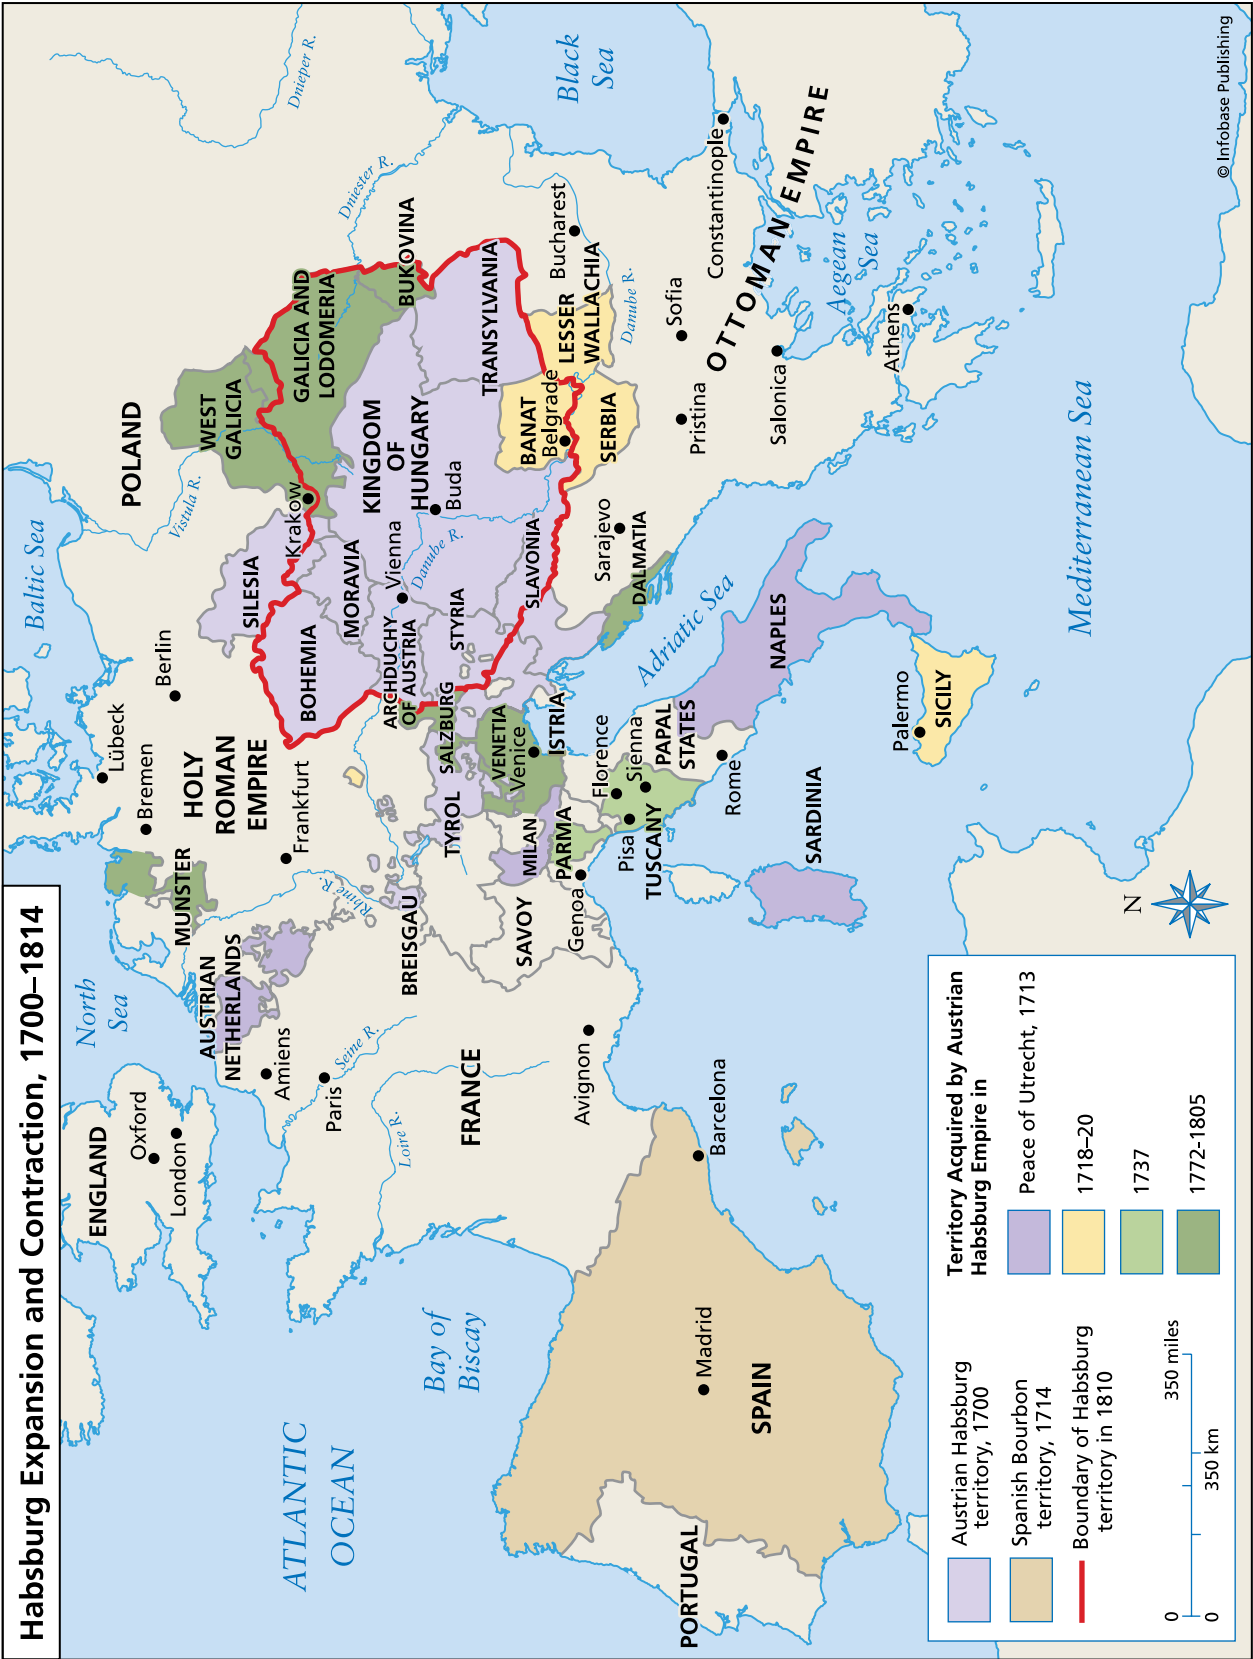 Habsburg Expansion and Contraction, 1700–1814
North
Sea
Baltic Sea
Dnieper R.
ENGLAND
Oxford
London
Lübeck
Bremen
Berlin
POLAND
Vistula R.
MUNSTER
HOLY
ROMAN
EMPIRE
Frankfurt
AUSTRIAN
NETHERLANDS
Amiens
Paris
Seine R.
Rhine R.
Loire R.
FRANCE
Avignon
ATLANTIC
OCEAN
Bay of
Biscay
SILESIA
WEST
GALICIA
Krakow
GALICIA AND
LODOMERIA
Dniester R.
BUKOVINA
BOHEMIA
MORAVIA
Vienna
Danube R.
ARCHDUCHY
OF AUSTRIA
KINGDOM
OF
HUNGARY
Buda
TRANSYLVANIA
STYRIA
SALZBURG
TYROL
BREISGAU
SLAVONIA
BANAT
Belgrade
SERBIA
LESSER
WALLACHIA
Bucharest
Danube R.
Black
Sea
VENETIA
Venice
ISTRIA
MILAN
PARMA
SAVOY
Genoa
Florence
Sienna
Pisa
TUSCANY
PAPAL
STATES
Rome
Sarajevo
DALMATIA
Adriatic Sea
Pristina
Sofia
Salonica
OTTOMAN EMPIRE
Constantinople
Aegean
Sea
Athens
NAPLES
Palermo
SICILY
SARDINIA
Mediterranean Sea
Barcelona
Madrid
SPAIN
PORTUGAL
N
Austrian Habsburg
territory, 1700
Spanish Bourbon
territory, 1714
Boundary of Habsburg
territory in 1810
0
350 miles
0
350 km
Territory Acquired by Austrian
Habsburg Empire in
Peace of Utrecht, 1713
1718–20
1737
1772-1805
© Infobase Publishing